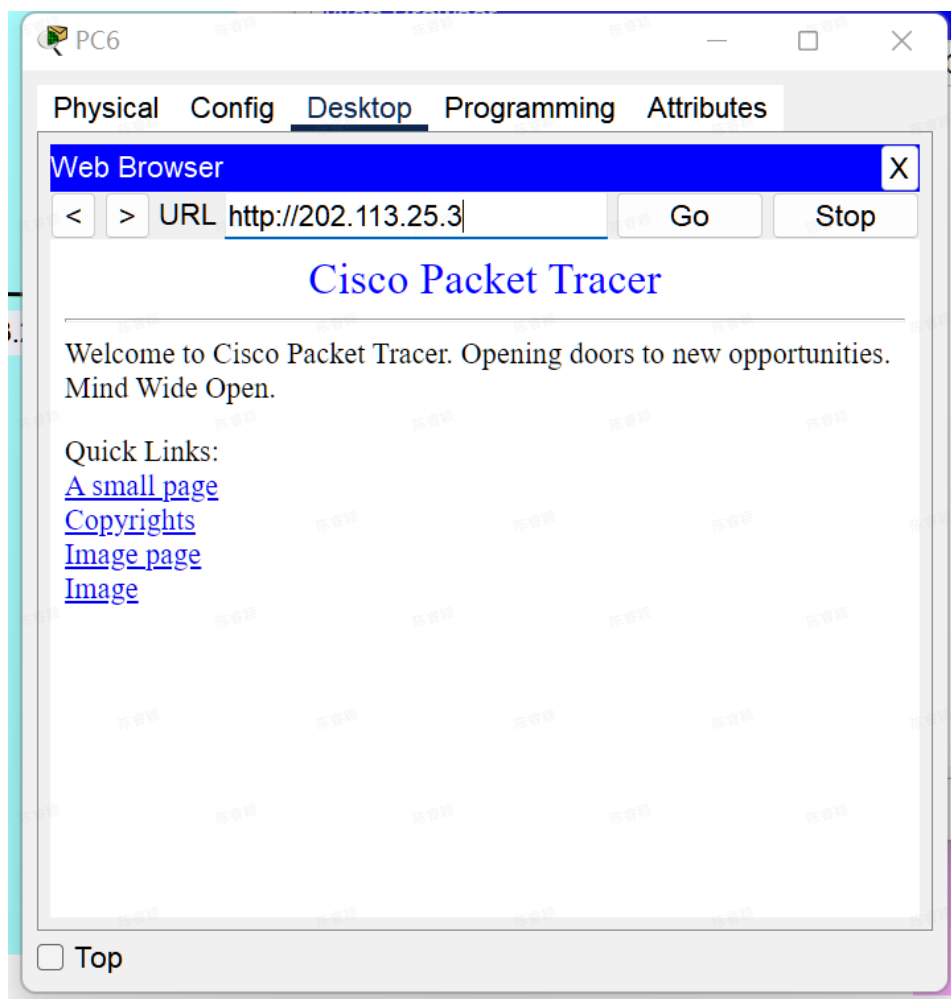 PC6
Physical Config Desktop Programming Attributes
Web Browser X
< > URL http://202.113.25.3 Go Stop
Cisco Packet Tracer
Welcome to Cisco Packet Tracer. Opening doors to new opportunities.
Mind Wide Open.
Quick Links:
A small page
Copyrights
Image page
Image
Top